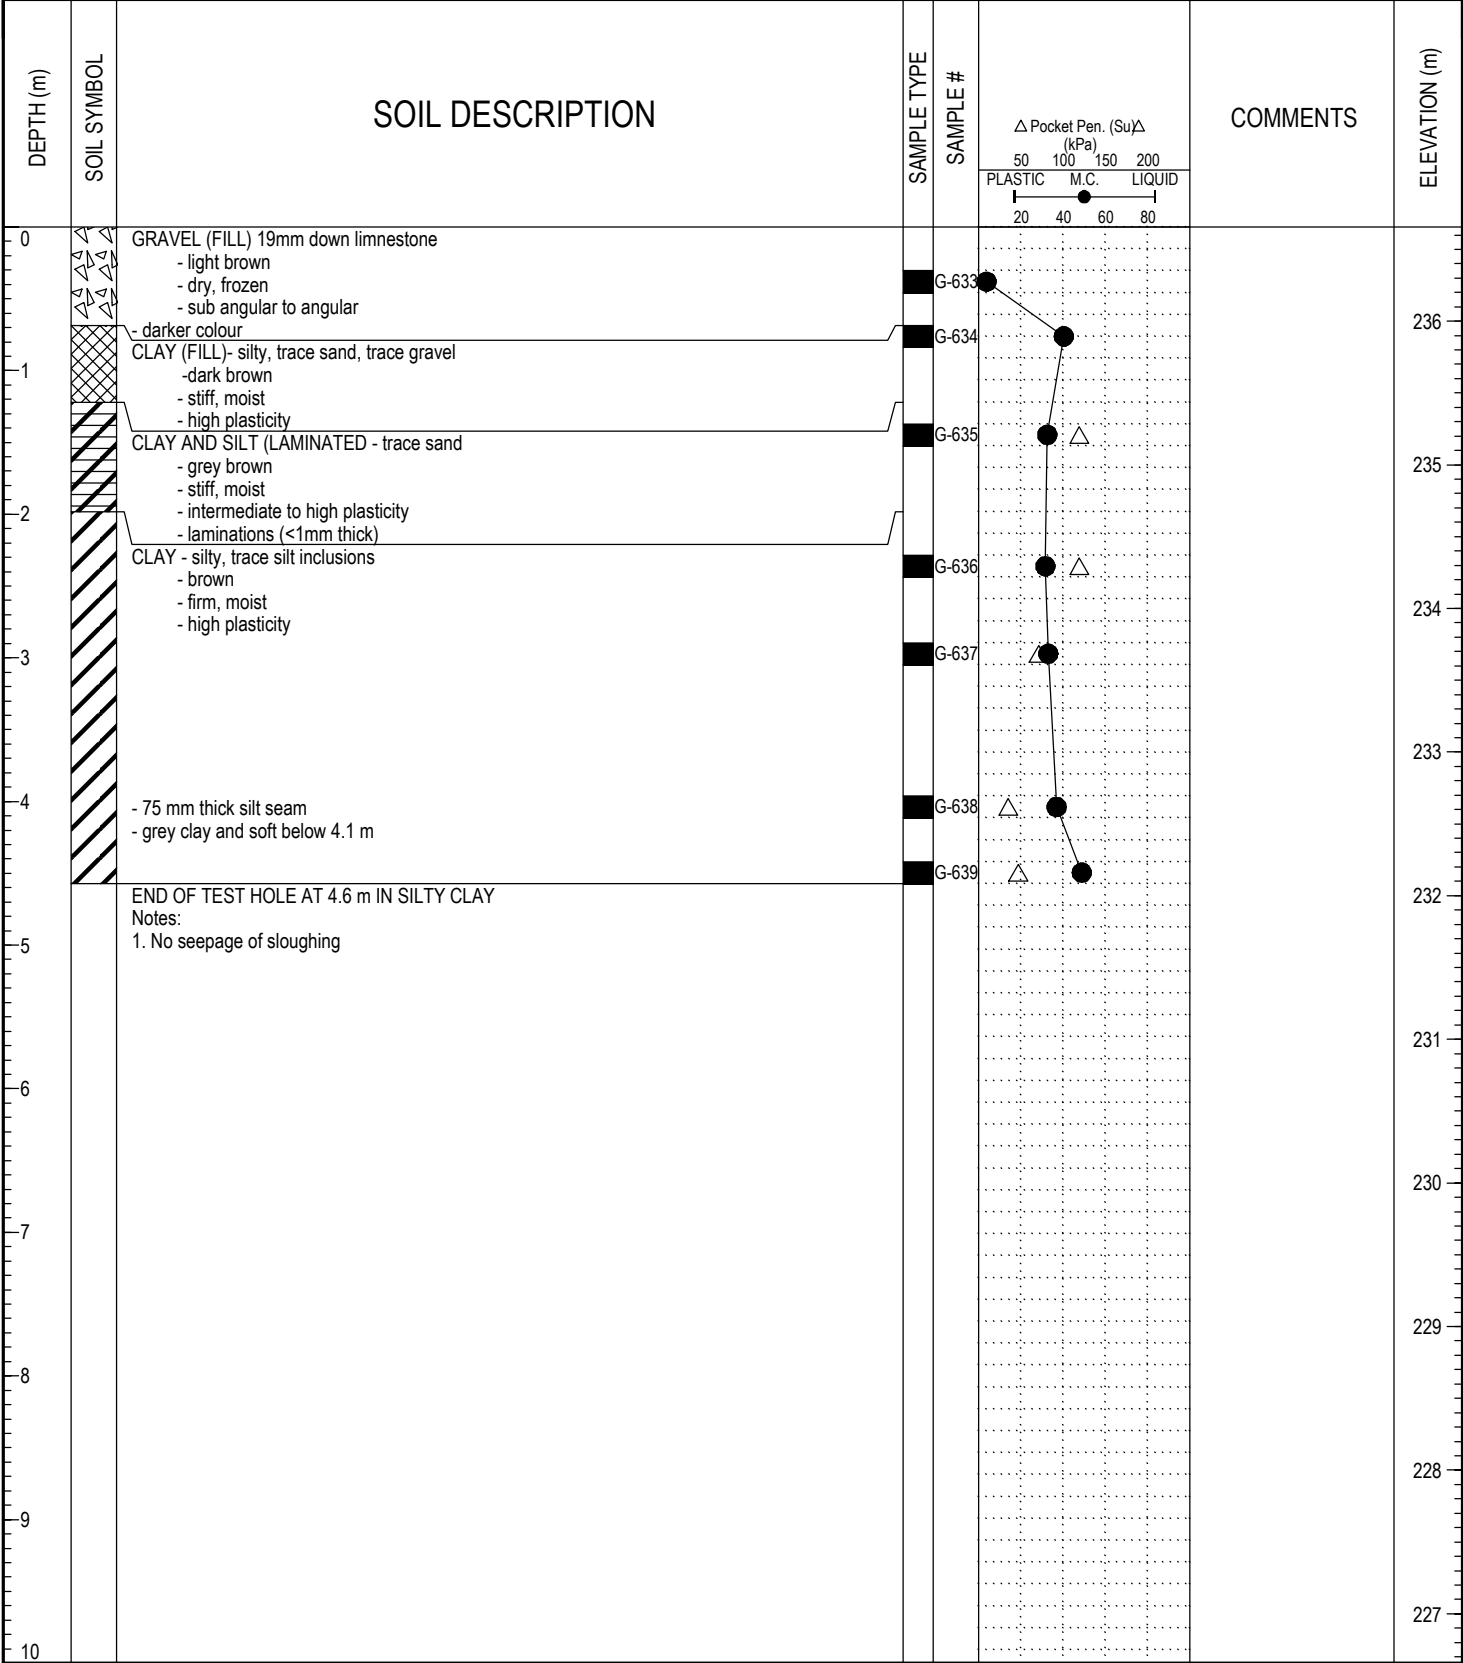 DEPTH (m)
SOIL SYMBOL
SOIL DESCRIPTION
SAMPLE TYPE
SAMPLE #
Pocket Pen. (Su)
(kPa)
50 100 150 200
PLASTIC M.C. LIQUID
20 40 60 80
COMMENTS
ELEVATION (m)
0
GRAVEL (FILL) 19mm down limnestone
- light brown
- dry, frozen
G-633
- sub angular to angular
236
- darker colour
G-634
CLAY (FILL)- silty, trace sand, trace gravel
1
-dark brown
- stiff, moist
- high plasticity
G-635
CLAY AND SILT (LAMINATED - trace sand
- grey brown
235
- stiff, moist
- intermediate to high plasticity
2
- laminations (<1mm thick)
CLAY - silty, trace silt inclusions
G-636
- brown
- firm, moist
234
- high plasticity
G-637
3
233
4
- 75 mm thick silt seam
G-638
- grey clay and soft below 4.1 m
G-639
END OF TEST HOLE AT 4.6 m IN SILTY CLAY
232
Notes:
1. No seepage of sloughing
5
231
6
230
7
229
8
228
9
227
10